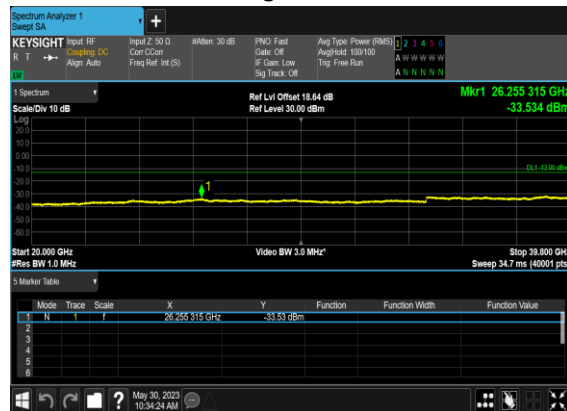 Spectrum Analyzer 1
Swept SA
+
KEYSIGHT Input: RF Input Z: 50 Ω #Atten: 30 dB PNO: Fast Avg Type: Power (RMS) 1 2 3 4 5 6
R T Coupling: DC Corr CCorr Gate: Off Avg|Hold: 100/100 A W W W W W
Align: Auto Freq Ref: Int (S) IF Gain: Low Trig: Free Run
Sig Track: Off A N N N N N
1 Spectrum
Ref Lvl Offset 18.64 dB Mkr1 26.255 315 GHz
Scale/Div 10 dB Ref Level 30.00 dBm -33.534 dBm
Log
20.0
10.0
0.00
-10.0 DL1 -13.00 dBm
-20.0
-30.0 1
-40.0
-50.0
-60.0
Start 20.000 GHz Video BW 3.0 MHz* Stop 39.800 GHz
#Res BW 1.0 MHz Sweep 34.7 ms (40001 pts)
5 Marker Table
Mode Trace Scale X Y Function Function Width Function Value
1 N 1 f 26.255 315 GHz -33.53 dBm
2
3
4
5
6
? May 30, 2023
10:34:24 AM